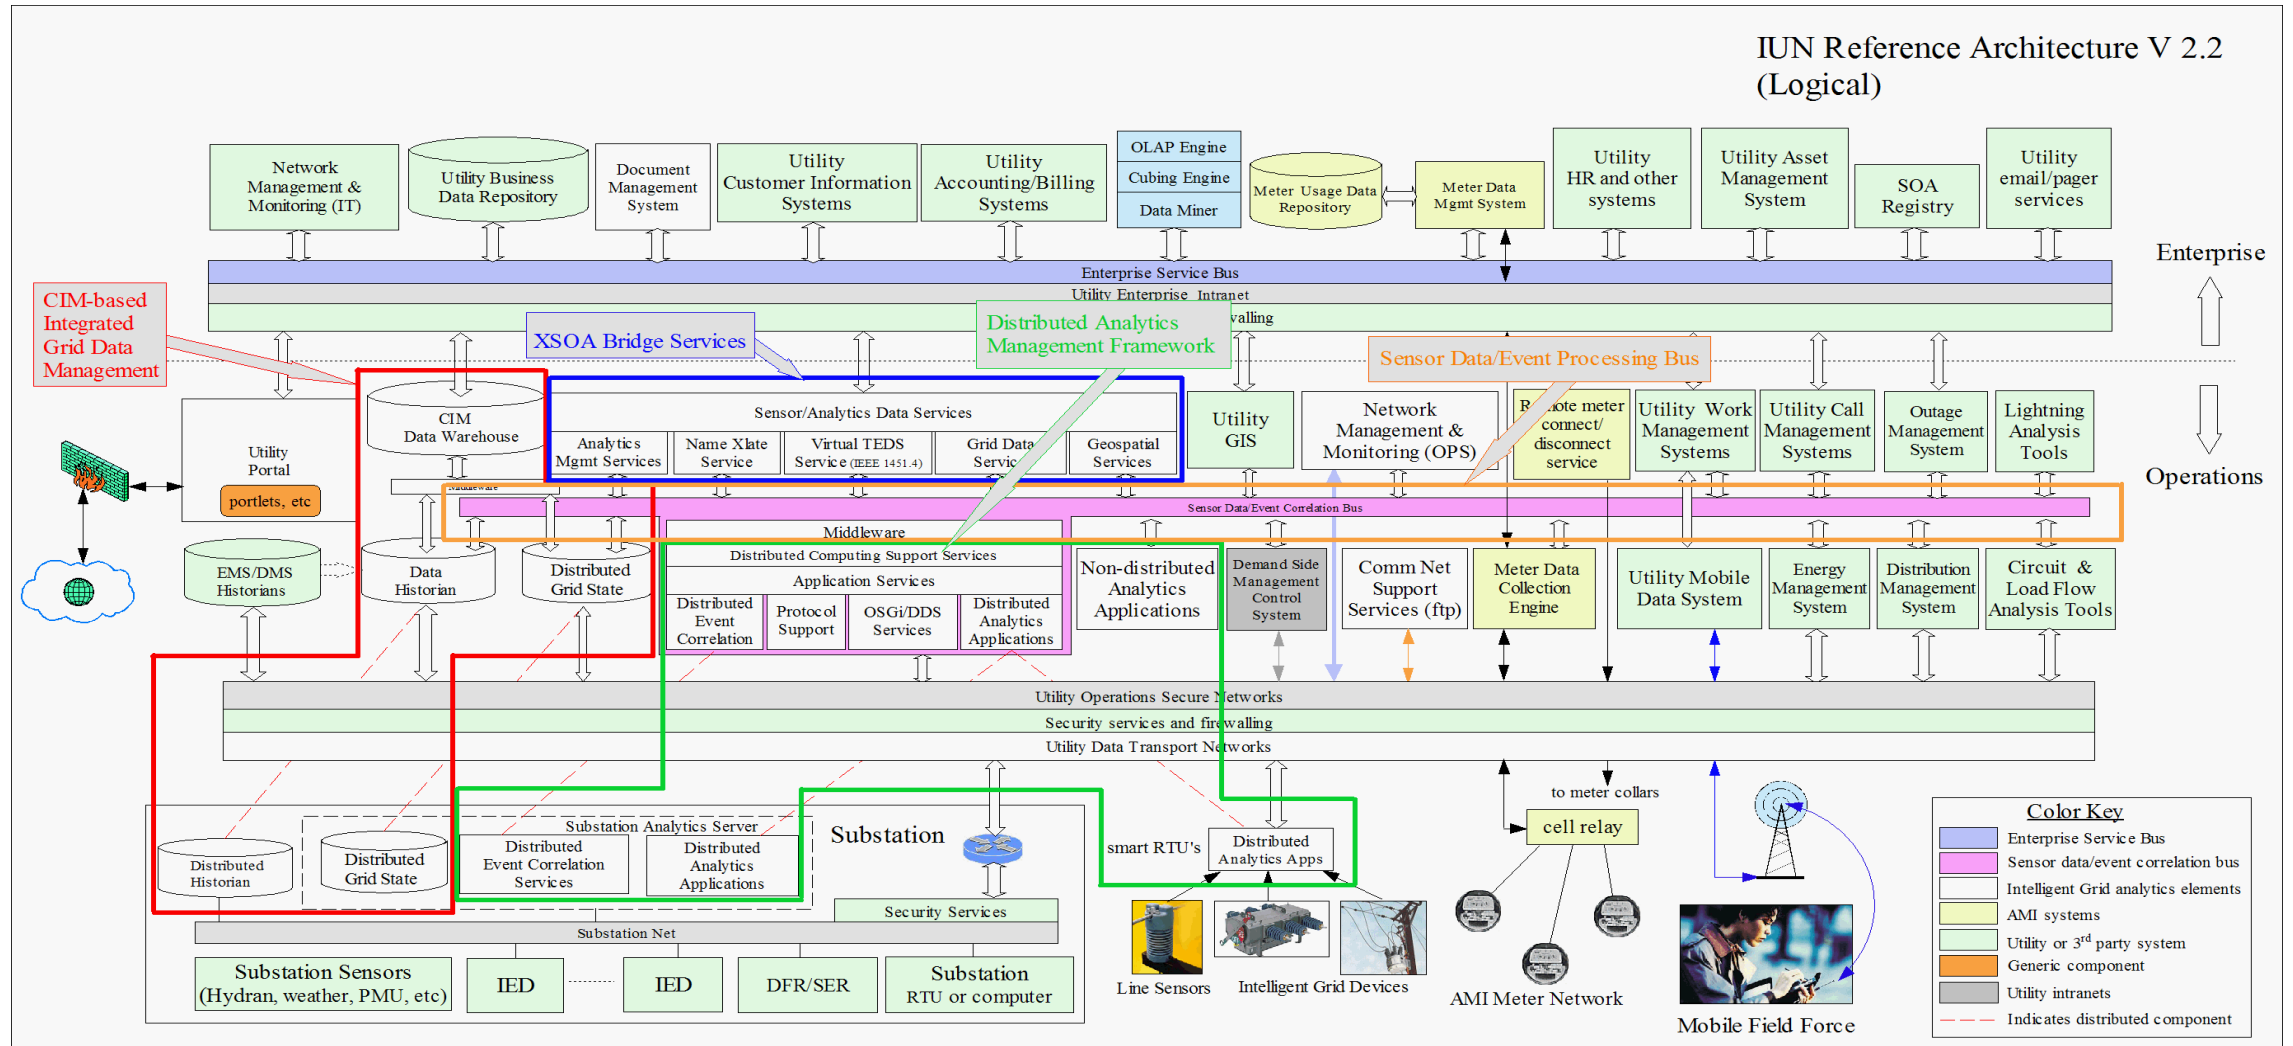 IUN Reference Architecture V 2.2
(Logical)
Network
Management &
Monitoring (IT)
Utility Business
Data Repository
Document
Management
System
Utility
Customer Information
Systems
Utility
Accounting/Billing
Systems
OLAP Engine
Cubing Engine
Data Miner
Meter Usage Data
Repository
Meter Data
Mgmt System
Utility
HR and other
systems
Utility Asset
Management
System
SOA
Registry
Utility
email/pager
services
Enterprise
Enterprise Service Bus
Utility Enterprise Intranet
CIM-based
Integrated
Grid Data
Management
XSOA Bridge Services
Distributed Analytics
Management Framework
Sensor Data/Event Processing Bus
Operations
Utility
Portal
portlets, etc
CIM
Data Warehouse
Middleware
Sensor/Analytics Data Services
Analytics
Mgmt Services
Name Xlate
Service
Virtual TEDS
Service (IEEE 1451.4)
Grid Data
Geospatial
Services
Utility
GIS
Network
Management &
Monitoring (OPS)
Remote meter
connect/
disconnect
service
Utility Work
Management
Systems
Utility Call
Management
Systems
Outage
Management
System
Lightning
Analysis
Tools
Sensor Data/Event Correlation Bus
EMS/DMS
Historians
Data
Historian
Distributed
Grid State
Middleware
Distributed Computing Support Services
Application Services
Distributed
Event
Correlation
Protocol
Support
OSGi/DDS
Services
Distributed
Analytics
Applications
Non-distributed
Analytics
Applications
Demand Side
Management
Control
System
Comm Net
Support
Services (ftp)
Meter Data
Collection
Engine
Utility Mobile
Data System
Energy
Management
System
Distribution
Management
System
Circuit &
Load Flow
Analysis Tools
Utility Operations Secure Networks
Security services and firewalling
Utility Data Transport Networks
Substation Analytics Server
Substation
Distributed
Historian
Distributed
Grid State
Distributed
Event Correlation
Services
Distributed
Analytics
Applications
smart RTU's
Distributed
Analytics Apps
to meter collars
cell relay
Security Services
Substation Net
Substation Sensors
(Hydran, weather, PMU, etc)
IED
IED
DFR/SER
Substation
RTU or computer
Line Sensors
Intelligent Grid Devices
AMI Meter Network
Mobile Field Force
Color Key
Enterprise Service Bus
Sensor data/event correlation bus
Intelligent Grid analytics elements
AMI systems
Utility or 3rd party system
Generic component
Utility intranets
Indicates distributed component